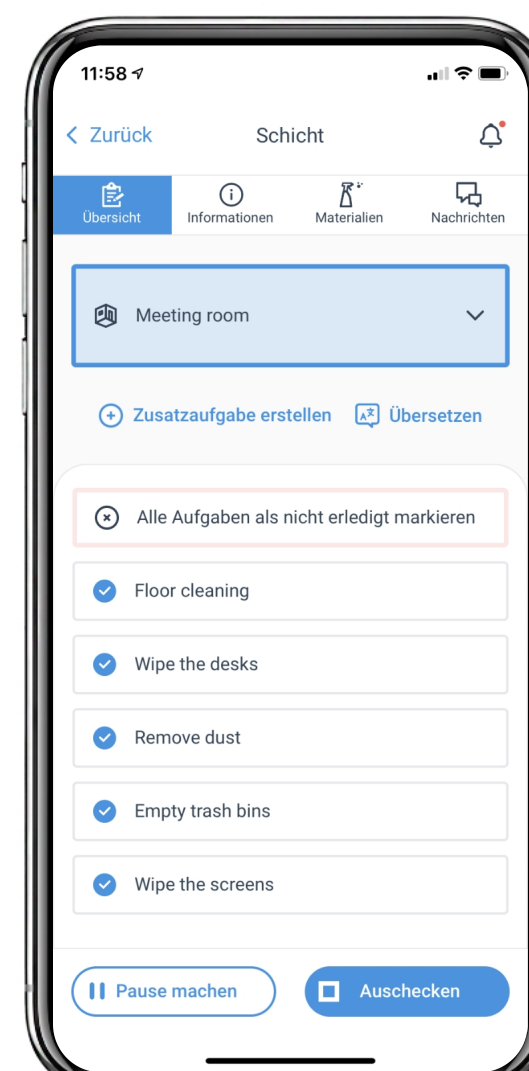 11:58
Zurück
Schicht
Übersicht
Informationen
Materialien
Nachrichten
Meeting room
Zusatzaufgabe erstellen
Übersetzen
Alle Aufgaben als nicht erledigt markieren
Floor cleaning
Wipe the desks
Remove dust
Empty trash bins
Wipe the screens
Pause machen
Auschecken